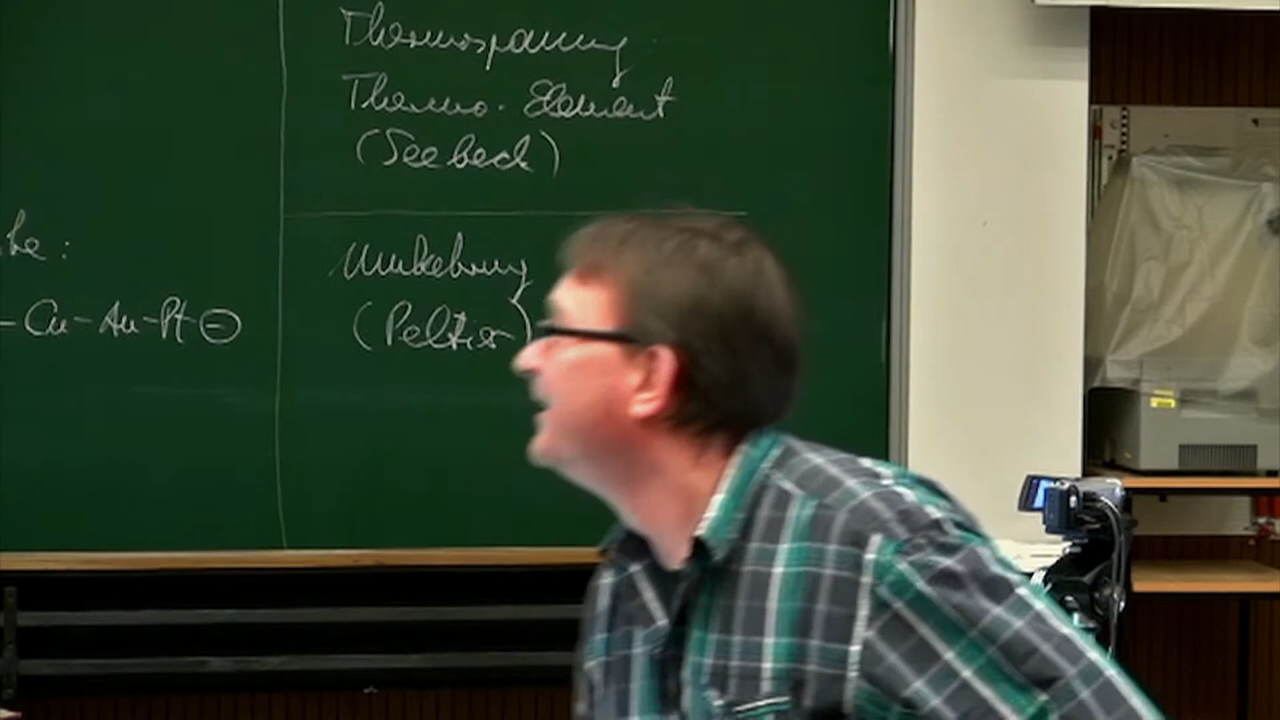 Thermospannung
Thermo-Element
(Seebeck)
he:
-Cu-Au-Pt ⊖
Umkehrung
(Peltier)